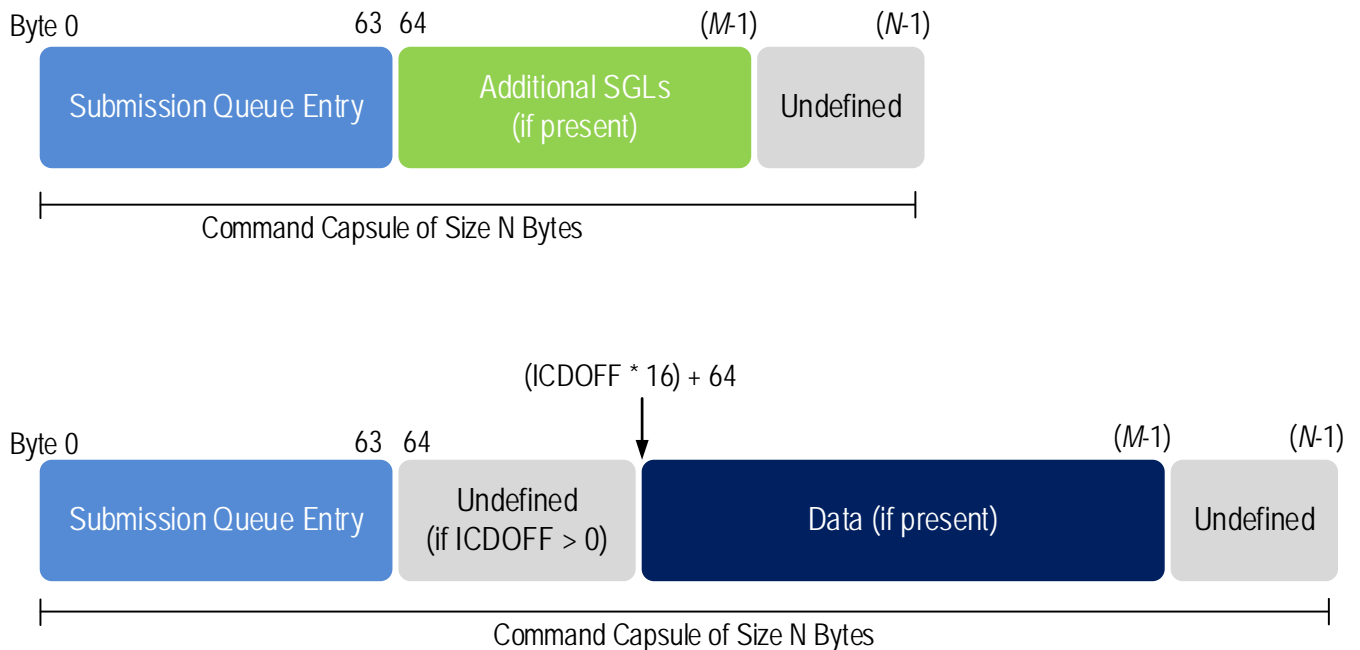 Byte 0 63 64 (M-1) (N-1)
Submission Queue Entry
Additional SGLs
(if present)
Undefined
Command Capsule of Size N Bytes
(ICDOFF * 16) + 64
Byte 0 63 64 (M-1) (N-1)
Submission Queue Entry
Undefined
(if ICDOFF > 0)
Data (if present)
Undefined
Command Capsule of Size N Bytes